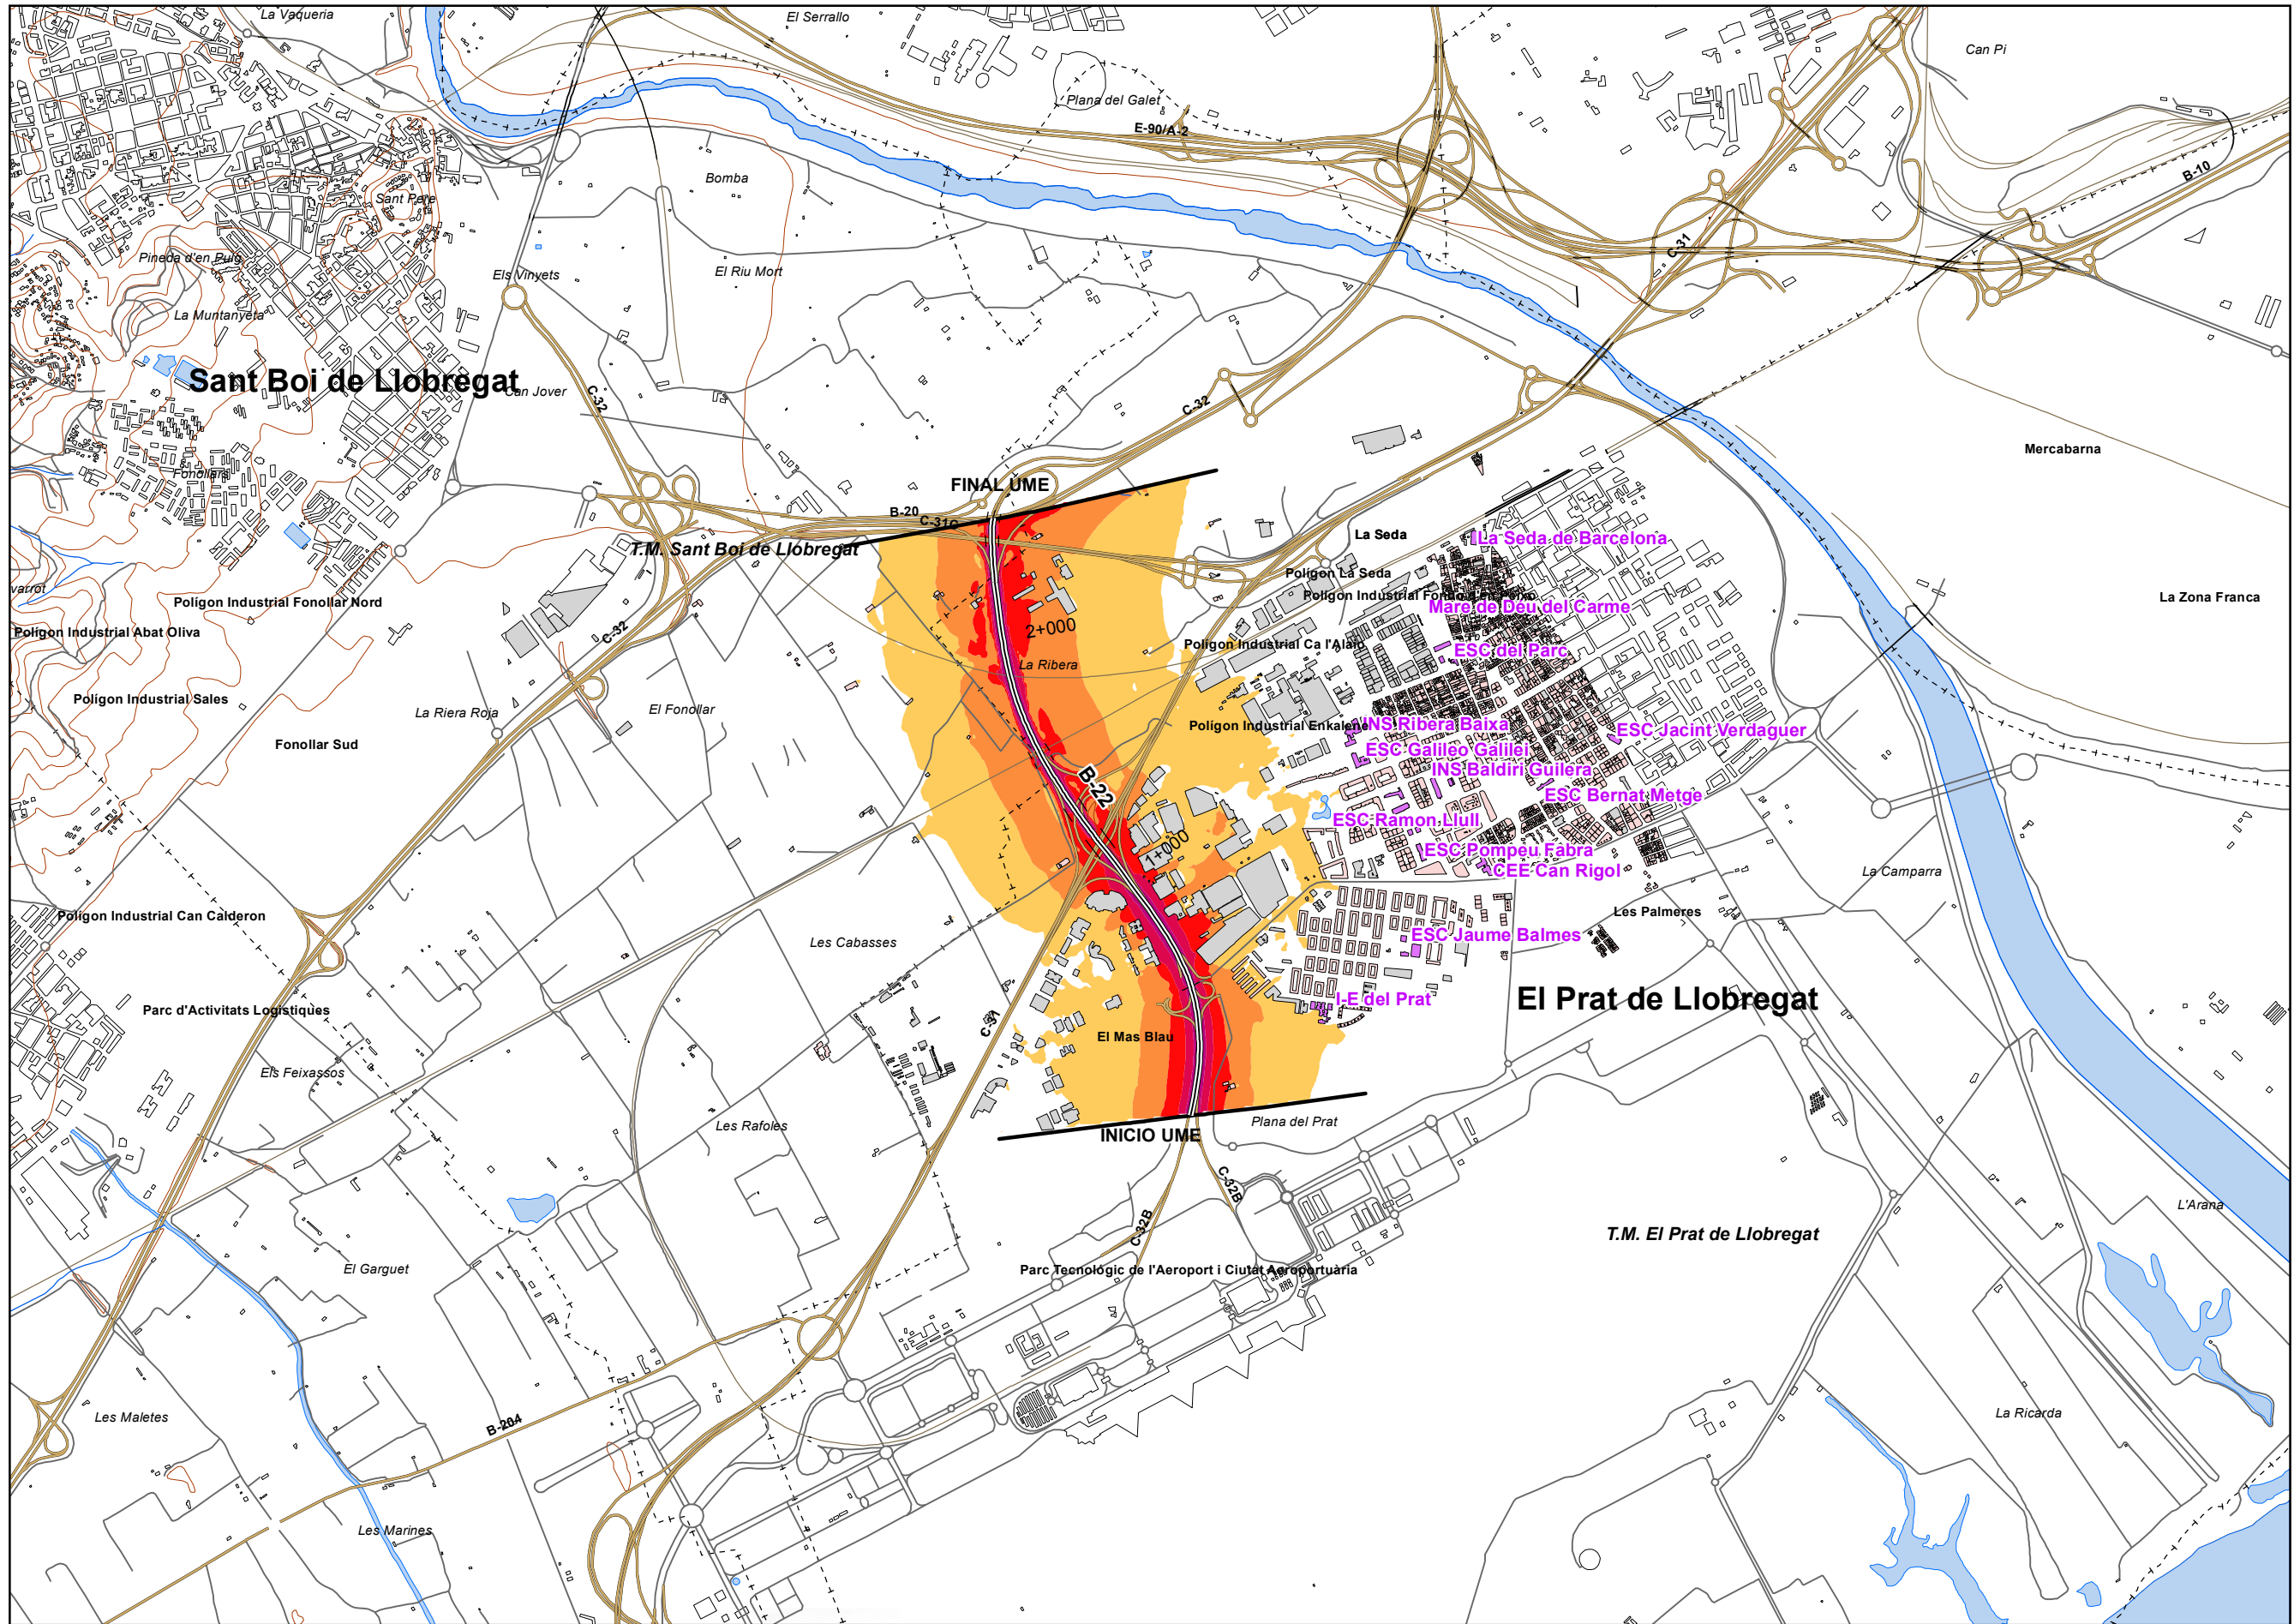 La Vaqueria
El Serrallo
Can Pi
Plana del Galet
E-90/A-2
B-10
Bomba
Sant Pere
C-31
Pineda d'en Puig
Els Vinyets
El Riu Mort
La Muntanyeta
Sant Boi de Llobregat
Can Jover
C-32
C-32
Mercabarna
Fonollars
FINAL UME
B-20
C-31C
T.M. Sant Boi de Llobregat
La Seda
La Seda de Barcelona
Polígon La Seda
Polígon Industrial Fonollar Nord
Polígon Industrial
Mare de Déu del Carme
La Zona Franca
Polígon Industrial Abat Oliva
C-32
2+000
Polígon Industrial Ca l'Alaio
ESC del Parc
La Ribera
Polígon Industrial Sales
La Riera Roja
El Fonollar
Polígon Industrial Enkalene
INS Ribera Baixa
ESC Jacint Verdaguer
Fonollar Sud
ESC Galileo Galilei
INS Baldiri Guilera
B-22
ESC Bernat Metge
ESC Ramon Llull
1+000
ESC Pompeu Fabra
CEE Can Rigol
La Camparra
Polígon Industrial Can Calderon
Les Palmeres
Les Cabasses
ESC Jaume Balmes
I-E del Prat
El Prat de Llobregat
Parc d'Activitats Logístiques
C-31
El Mas Blau
Els Feixassos
Les Rafoles
INICIO UME
Plana del Prat
C-32B
C-32B
L'Arana
T.M. El Prat de Llobregat
El Garguet
Parc Tecnològic de l'Aeroport i Ciutat Aeroportuària
Les Maletes
B-204
La Ricarda
Les Marines